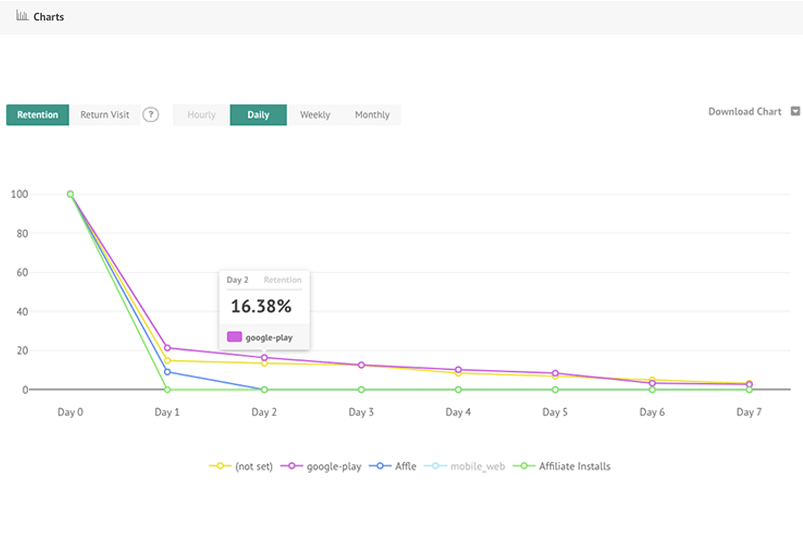 Charts
Retention Return Visit ? Hourly Daily Weekly Monthly Download Chart
100
80
60
40
20
0
Day 2 Retention
16.38%
google-play
Day 0 Day 1 Day 2 Day 3 Day 4 Day 5 Day 6 Day 7
(not set) google-play Affle mobile_web Affiliate Installs